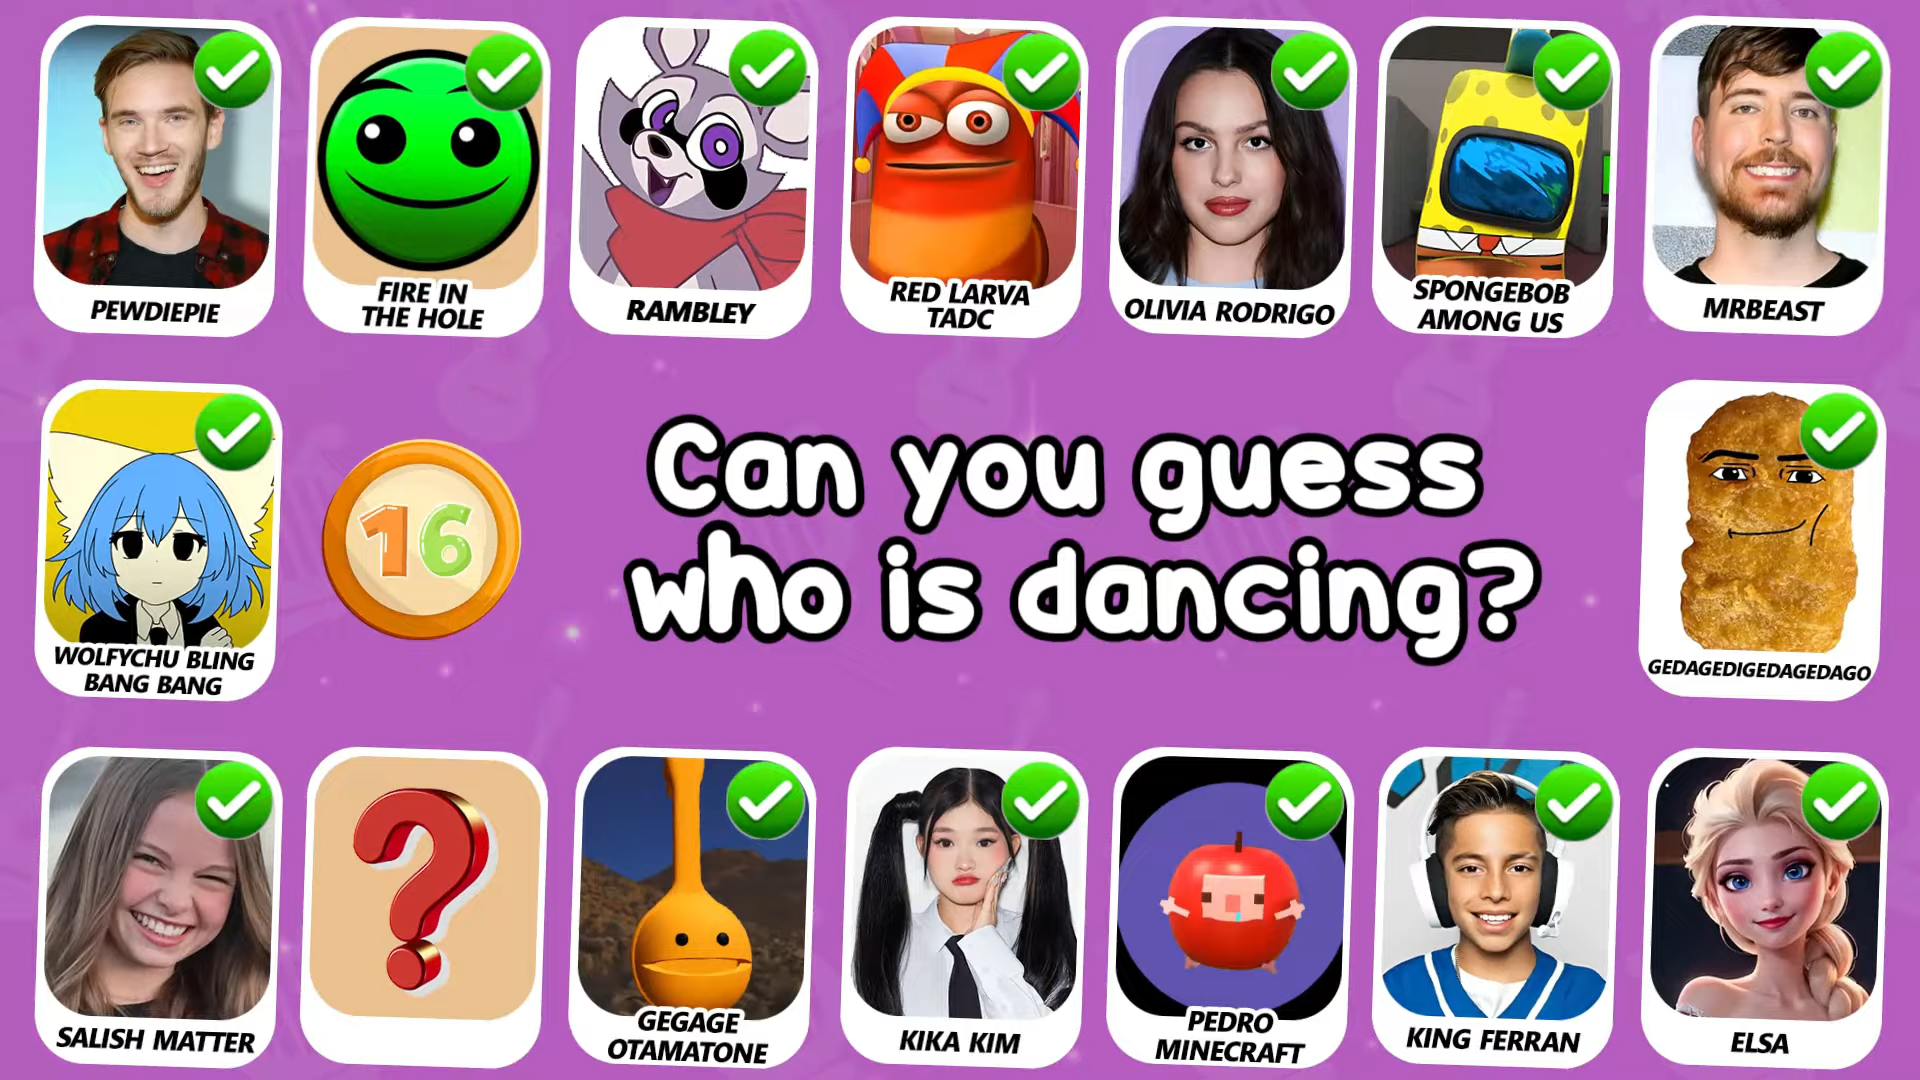 PEWDIEPIE
FIRE IN
THE HOLE
RAMBLEY
RED LARVA
TADC
OLIVIA RODRIGO
SPONGEBOB
AMONG US
MRBEAST
WOLFYCHU BLING
BANG BANG
16
Can you guess
who is dancing?
GEDAGEDIGEDAGEDAGO
SALISH MATTER
?
GEGAGE
OTAMATONE
KIKA KIM
PEDRO
MINECRAFT
KING FERRAN
ELSA